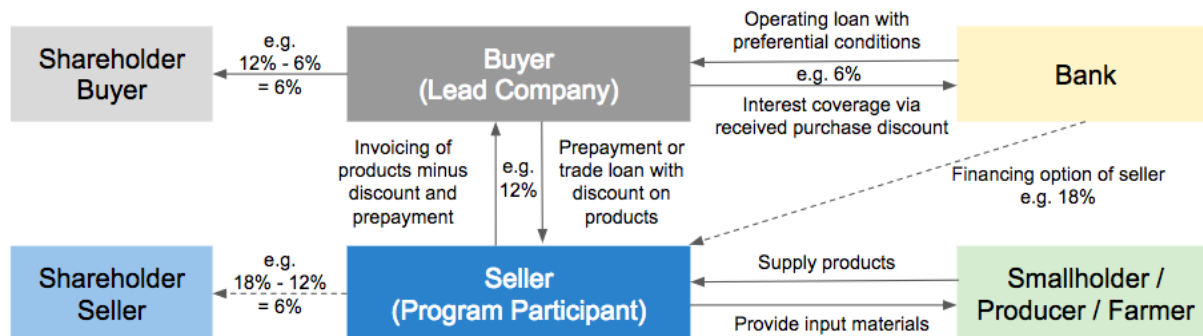 Shareholder
Buyer
e.g.
12% - 6%
= 6%
Buyer
(Lead Company)
Operating loan with
preferential conditions
e.g. 6%
Interest coverage via
received purchase discount
Bank
Invoicing of
products minus
discount and
prepayment
e.g.
12%
Prepayment or
trade loan with
discount on
products
Financing option of seller
e.g. 18%
Shareholder
Seller
e.g.
18% - 12%
= 6%
Seller
(Program Participant)
Supply products
Provide input materials
Smallholder /
Producer / Farmer